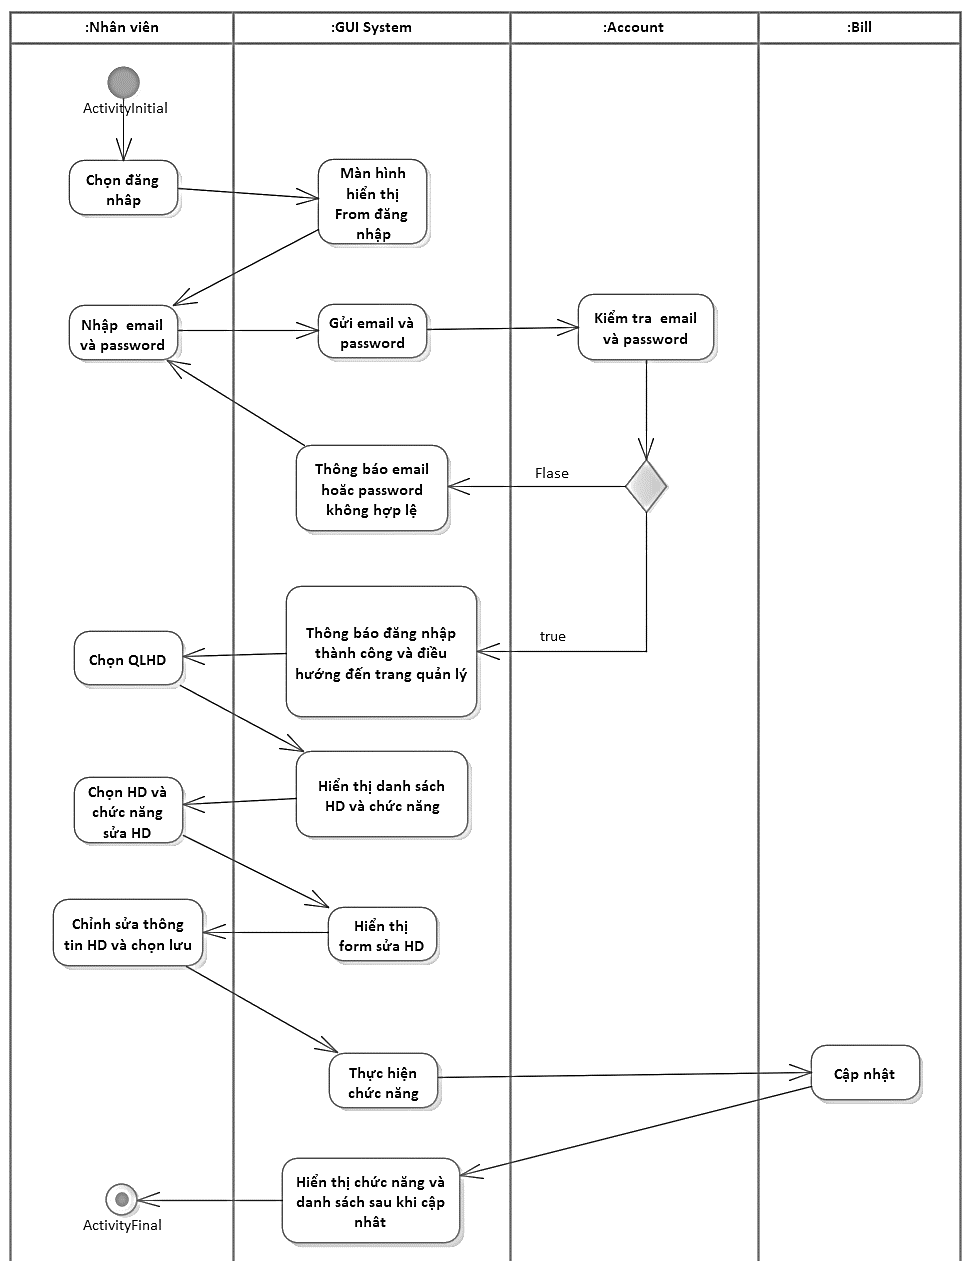 :Nhân viên
:GUI System
:Account
:Bill
ActivityInitial
Chọn đăng
nhâp
Màn hình
hiển thị
From đăng
nhập
Nhập email
và password
Gửi email và
password
Kiểm tra email
và password
Thông báo email
hoăc password
không hợp lệ
Flase
Thông báo đăng nhập
thành công và điều
hướng đến trang quản lý
true
Chọn QLHD
Hiển thị danh sách
HD và chức năng
Chọn HD và
chức năng
sửa HD
Hiển thị
form sửa HD
Chỉnh sửa thông
tin HD và chọn lưu
Thực hiện
chức năng
Cập nhật
Hiển thị chức năng và
danh sách sau khi cập
nhât
ActivityFinal